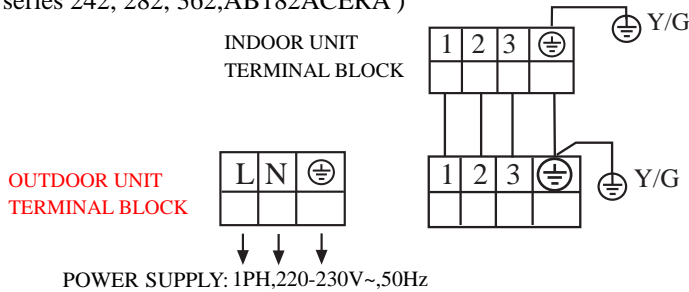 series 242, 282, 362,AB182ACERA )
INDOOR UNIT
TERMINAL BLOCK
1 2 3
Y/G
OUTDOOR UNIT
TERMINAL BLOCK
L N
1 2 3
Y/G
POWER SUPPLY: 1PH,220-230V~,50Hz